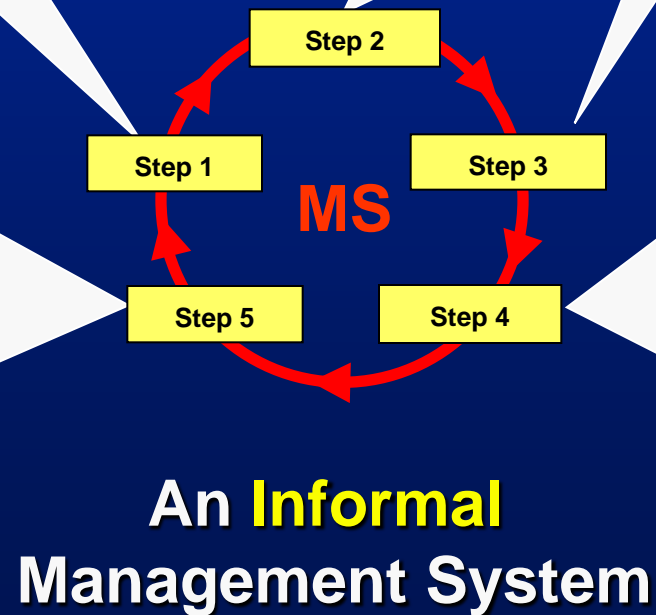 Step 2
Step 1
Step 3
MS
Step 5
Step 4
An Informal
Management System